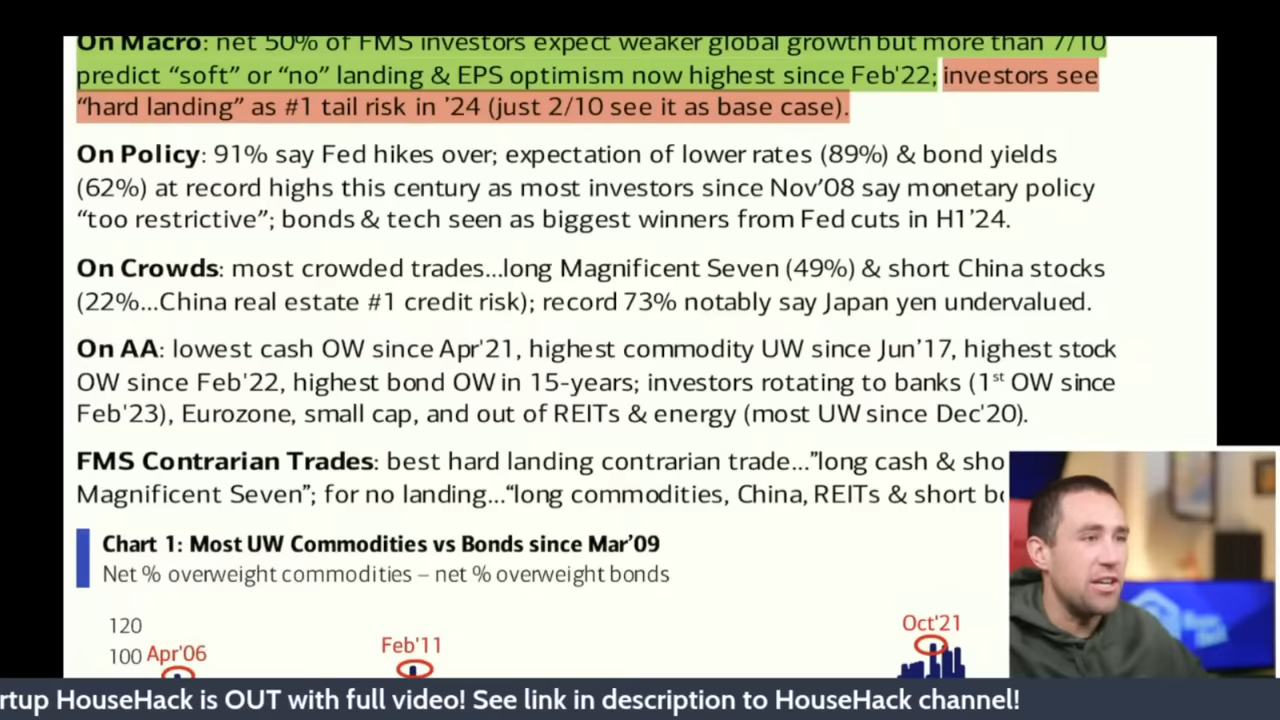 On Macro: net 50% of FMS investors expect weaker global growth but more than 7/10
predict “soft” or “no” landing & EPS optimism now highest since Feb'22; investors see
“hard landing” as #1 tail risk in ’24 (just 2/10 see it as base case).
On Policy: 91% say Fed hikes over; expectation of lower rates (89%) & bond yields
(62%) at record highs this century as most investors since Nov’08 say monetary policy
“too restrictive”; bonds & tech seen as biggest winners from Fed cuts in H1’24.
On Crowds: most crowded trades...long Magnificent Seven (49%) & short China stocks
(22%...China real estate #1 credit risk); record 73% notably say Japan yen undervalued.
On AA: lowest cash OW since Apr'21, highest commodity UW since Jun’17, highest stock
OW since Feb'22, highest bond OW in 15-years; investors rotating to banks (1st OW since
Feb'23), Eurozone, small cap, and out of REITs & energy (most UW since Dec'20).
FMS Contrarian Trades: best hard landing contrarian trade...”long cash & sho
Magnificent Seven”; for no landing...“long commodities, China, REITs & short
Chart 1: Most UW Commodities vs Bonds since Mar’09
Net % overweight commodities – net % overweight bonds
120
100
Apr'06
Feb'11
Oct'21
rtup HouseHack is OUT with full video! See link in description to HouseHack channel!